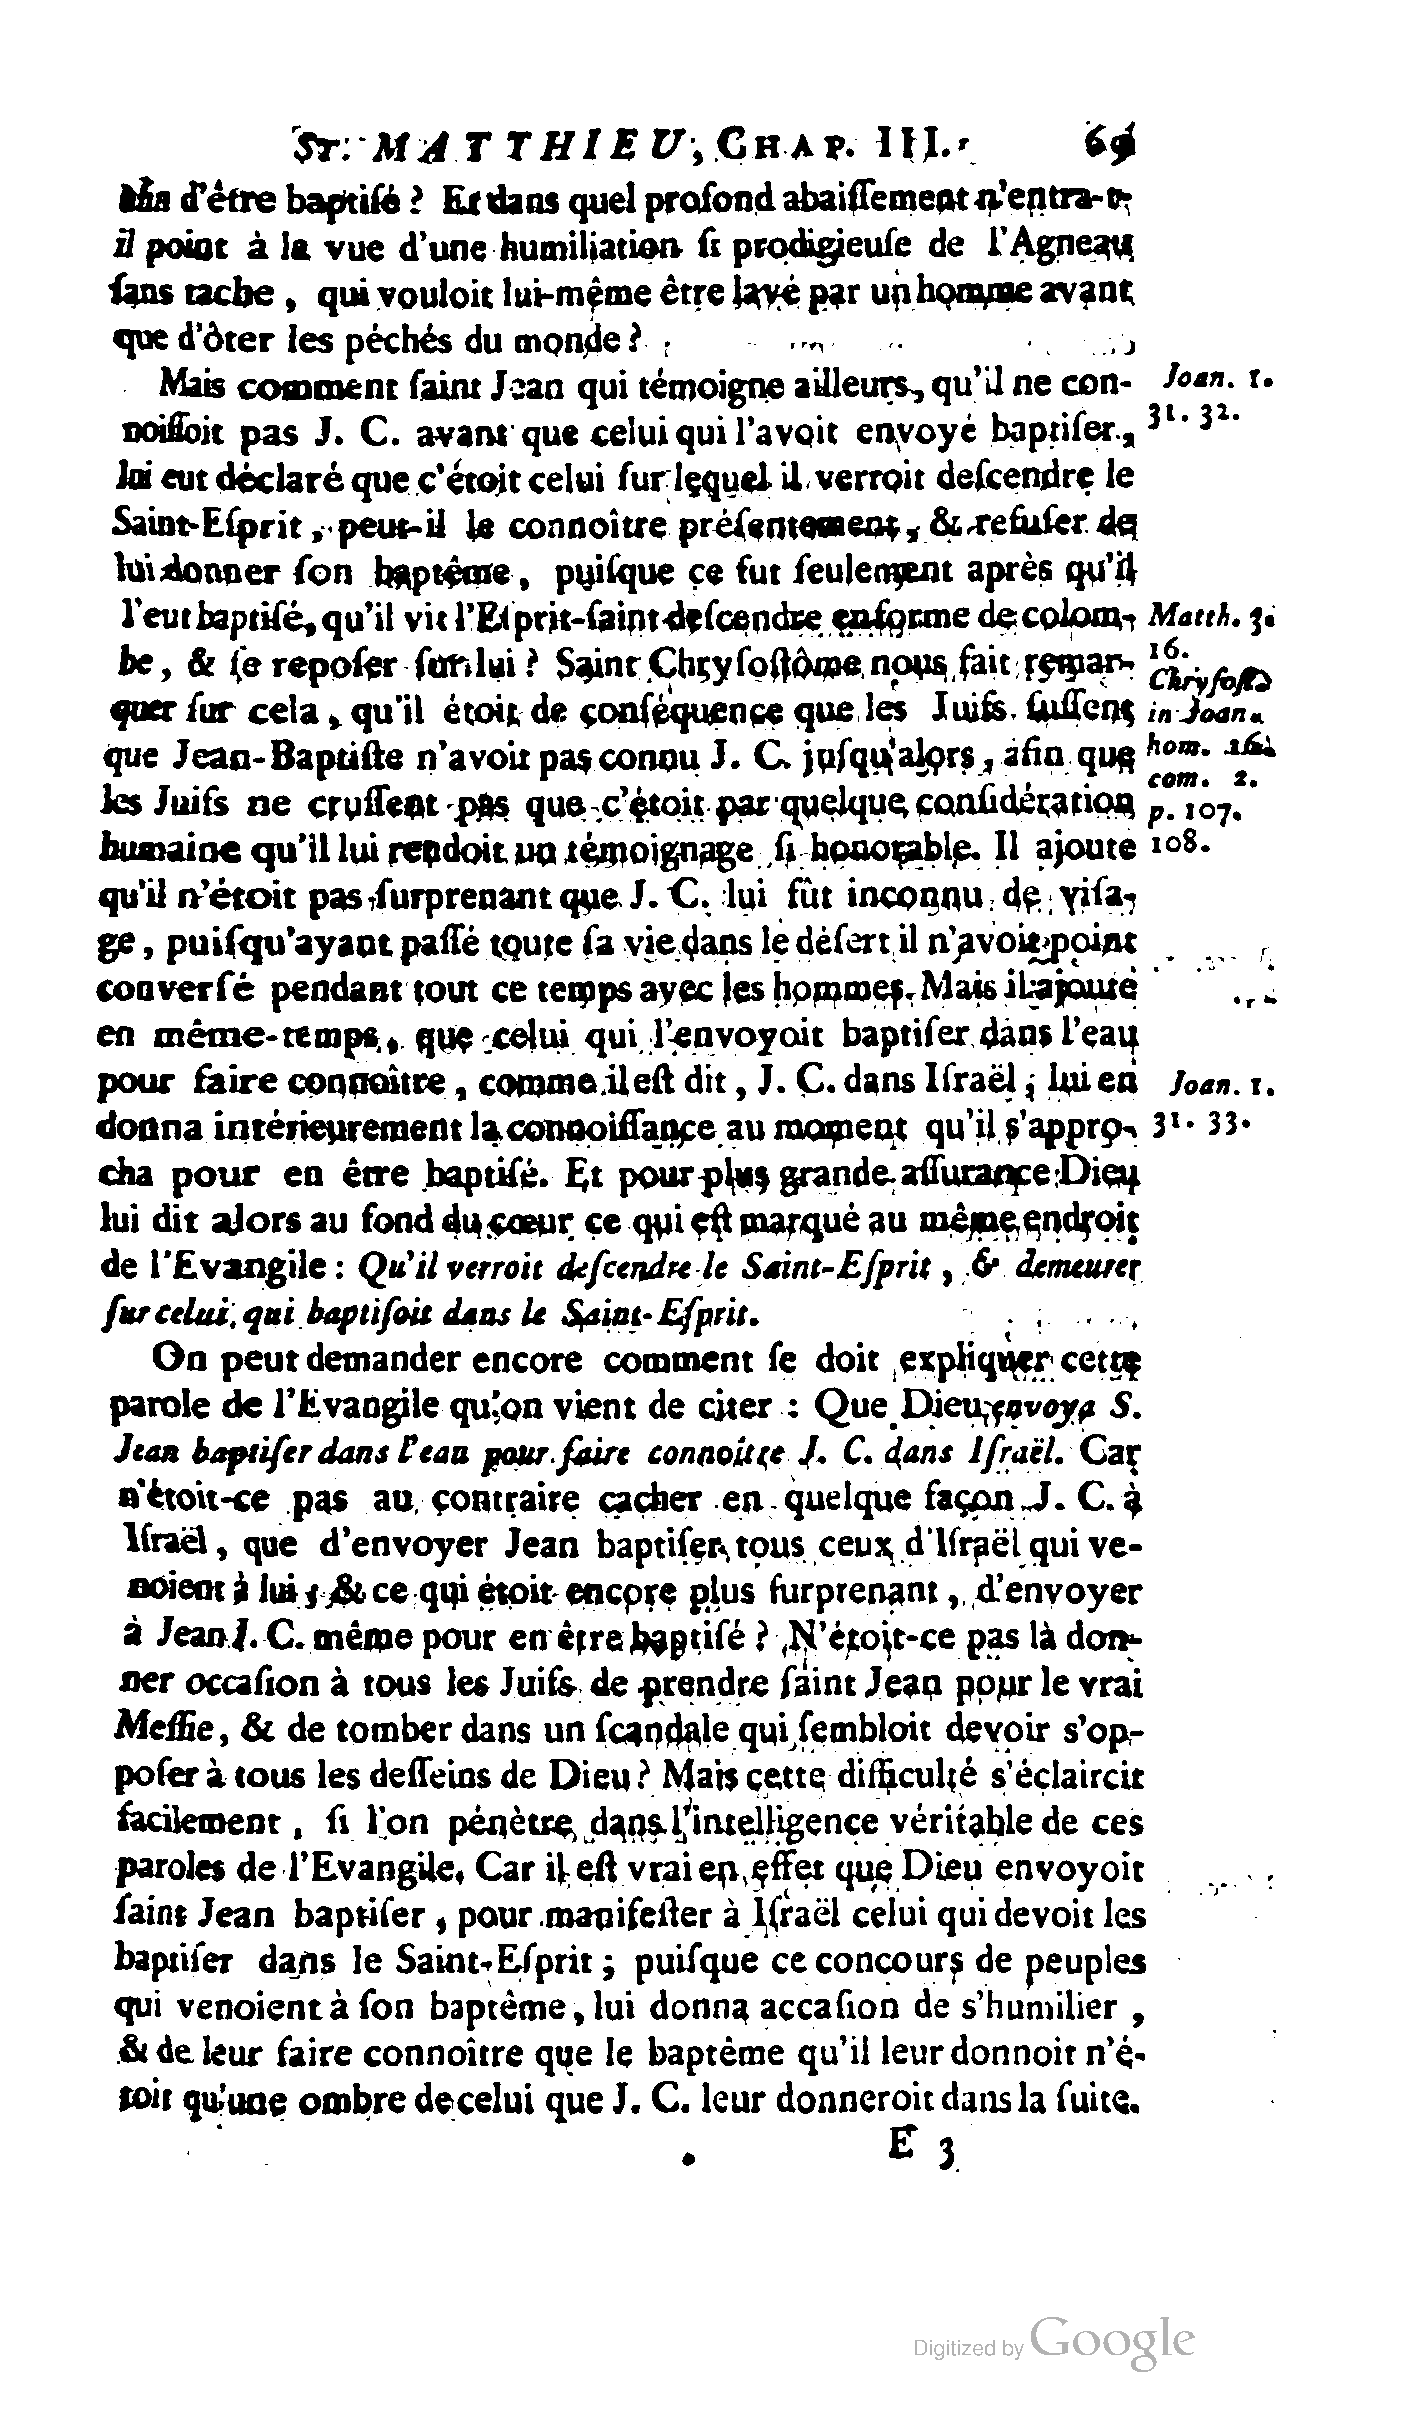 ST. MATTHIEU, CHAP. III. 69
d'être baptiſé ? Et dans quel profond abaiſſement n'entra-t-
il point à la vue d'une humiliation ſi prodigieuſe de l'Agneau
ſans tache, qui vouloit lui-même être lavé par un homme avant
que d'ôter les péchés du monde ?
Mais comment ſaint Jean qui témoigne ailleurs, qu'il ne con-
Joan. 1.
noiſſoit pas J. C. avant que celui qui l'avoit envoyé baptiſer,
31. 32.
lui eut déclaré que c'étoit celui ſur lequel il verroit deſcendre le
Saint-Eſprit, peut-il le connoître préſentement, & refuſer de
lui donner ſon baptême, puiſque ce fut ſeulement après qu'il
l'eut baptiſé, qu'il vit l'Eſprit-ſaint deſcendre en forme de colom-
Matth. 3.
16.
be, & ſe repoſer ſur lui ? Saint Chryſoſtôme nous fait remar-
Chryſoſt.
quer ſur cela, qu'il étoit de conſéquence que les Juifs fuſſent
in Joan.
que Jean-Baptiſte n'avoit pas connu J. C. juſqu'alors, afin que
hom. 16.
com. 2.
les Juifs ne cruſſent pas que c'étoit par quelque conſidération
p. 107.
humaine qu'il lui rendoit un témoignage ſi honorable. Il ajoute
108.
qu'il n'étoit pas ſurprenant que J. C. lui fût inconnu de viſa-
ge, puiſqu'ayant paſſé toute ſa vie dans le déſert il n'avoit point
converſé pendant tout ce temps avec les hommes. Mais il ajoute
en même-temps, que celui qui l'envoyoit baptiſer dans l'eau
pour faire connoître, comme il eſt dit, J. C. dans Iſraël, lui en
Joan. 1.
donna intérieurement la connoiſſance au moment qu'il s'appro-
31. 33.
cha pour en être baptiſé. Et pour plus grande aſſurance Dieu
lui dit alors au fond du cœur ce qui eſt marqué au même endroit
de l'Evangile : Qu'il verroit deſcendre le Saint-Eſprit, & demeurer
ſur celui qui baptiſoit dans le Saint-Eſprit.
On peut demander encore comment ſe doit expliquer cette
parole de l'Evangile qu'on vient de citer : Que Dieu envoya S.
Jean baptiſer dans l'eau pour faire connoître J. C. dans Iſraël. Car
n'étoit-ce pas au contraire cacher en quelque façon J. C. à
Iſraël, que d'envoyer Jean baptiſer tous ceux d'Iſraël qui ve-
noient à lui ; & ce qui étoit encore plus ſurprenant, d'envoyer
à Jean J. C. même pour en être baptiſé ? N'étoit-ce pas là don-
ner occaſion à tous les Juifs de prendre ſaint Jean pour le vrai
Meſſie, & de tomber dans un ſcandale qui ſembloit devoir s'op-
poſer à tous les deſſeins de Dieu ? Mais cette difficulté s'éclaircit
facilement, ſi l'on pénètre dans l'intelligence véritable de ces
paroles de l'Evangile. Car il eſt vrai en effet que Dieu envoyoit
ſaint Jean baptiſer, pour manifeſter à Iſraël celui qui devoit les
baptiſer dans le Saint-Eſprit ; puiſque ce concours de peuples
qui venoient à ſon baptême, lui donna accaſion de s'humilier,
& de leur faire connoître que le baptême qu'il leur donnoit n'é-
toit qu'une ombre de celui que J. C. leur donneroit dans la ſuite.
E 3
Digitized by Google